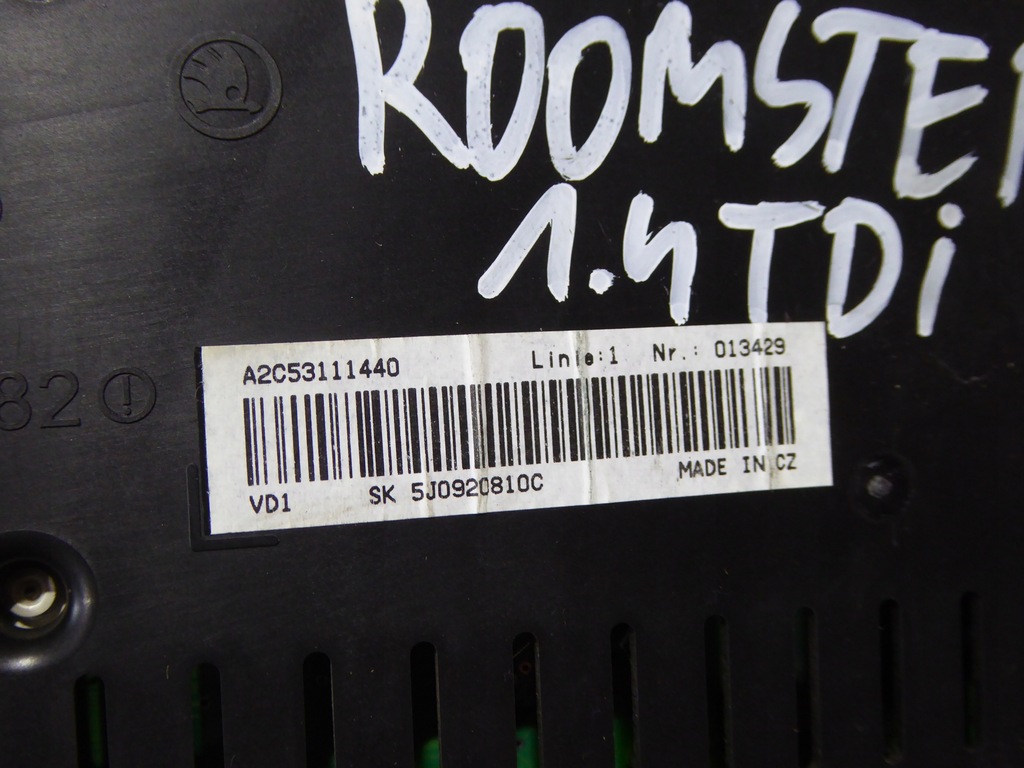 ROOMSTE
1.4TDi
A2C53111440 Linie:1 Nr.: 013429
82
VD1 SK 5J0920810C MADE IN CZ